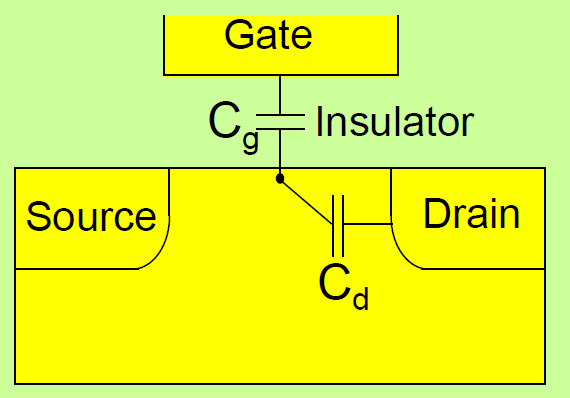 Gate
Cg Insulator
Source
Drain
Cd